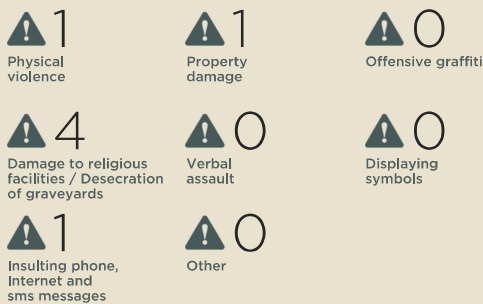 1
Physical
violence
1
Property
damage
0
Offensive graffiti
4
Damage to religious
facilities / Desecration
of graveyards
0
Verbal
assault
0
Displaying
symbols
1
Insulting phone,
Internet and
sms messages
0
Other